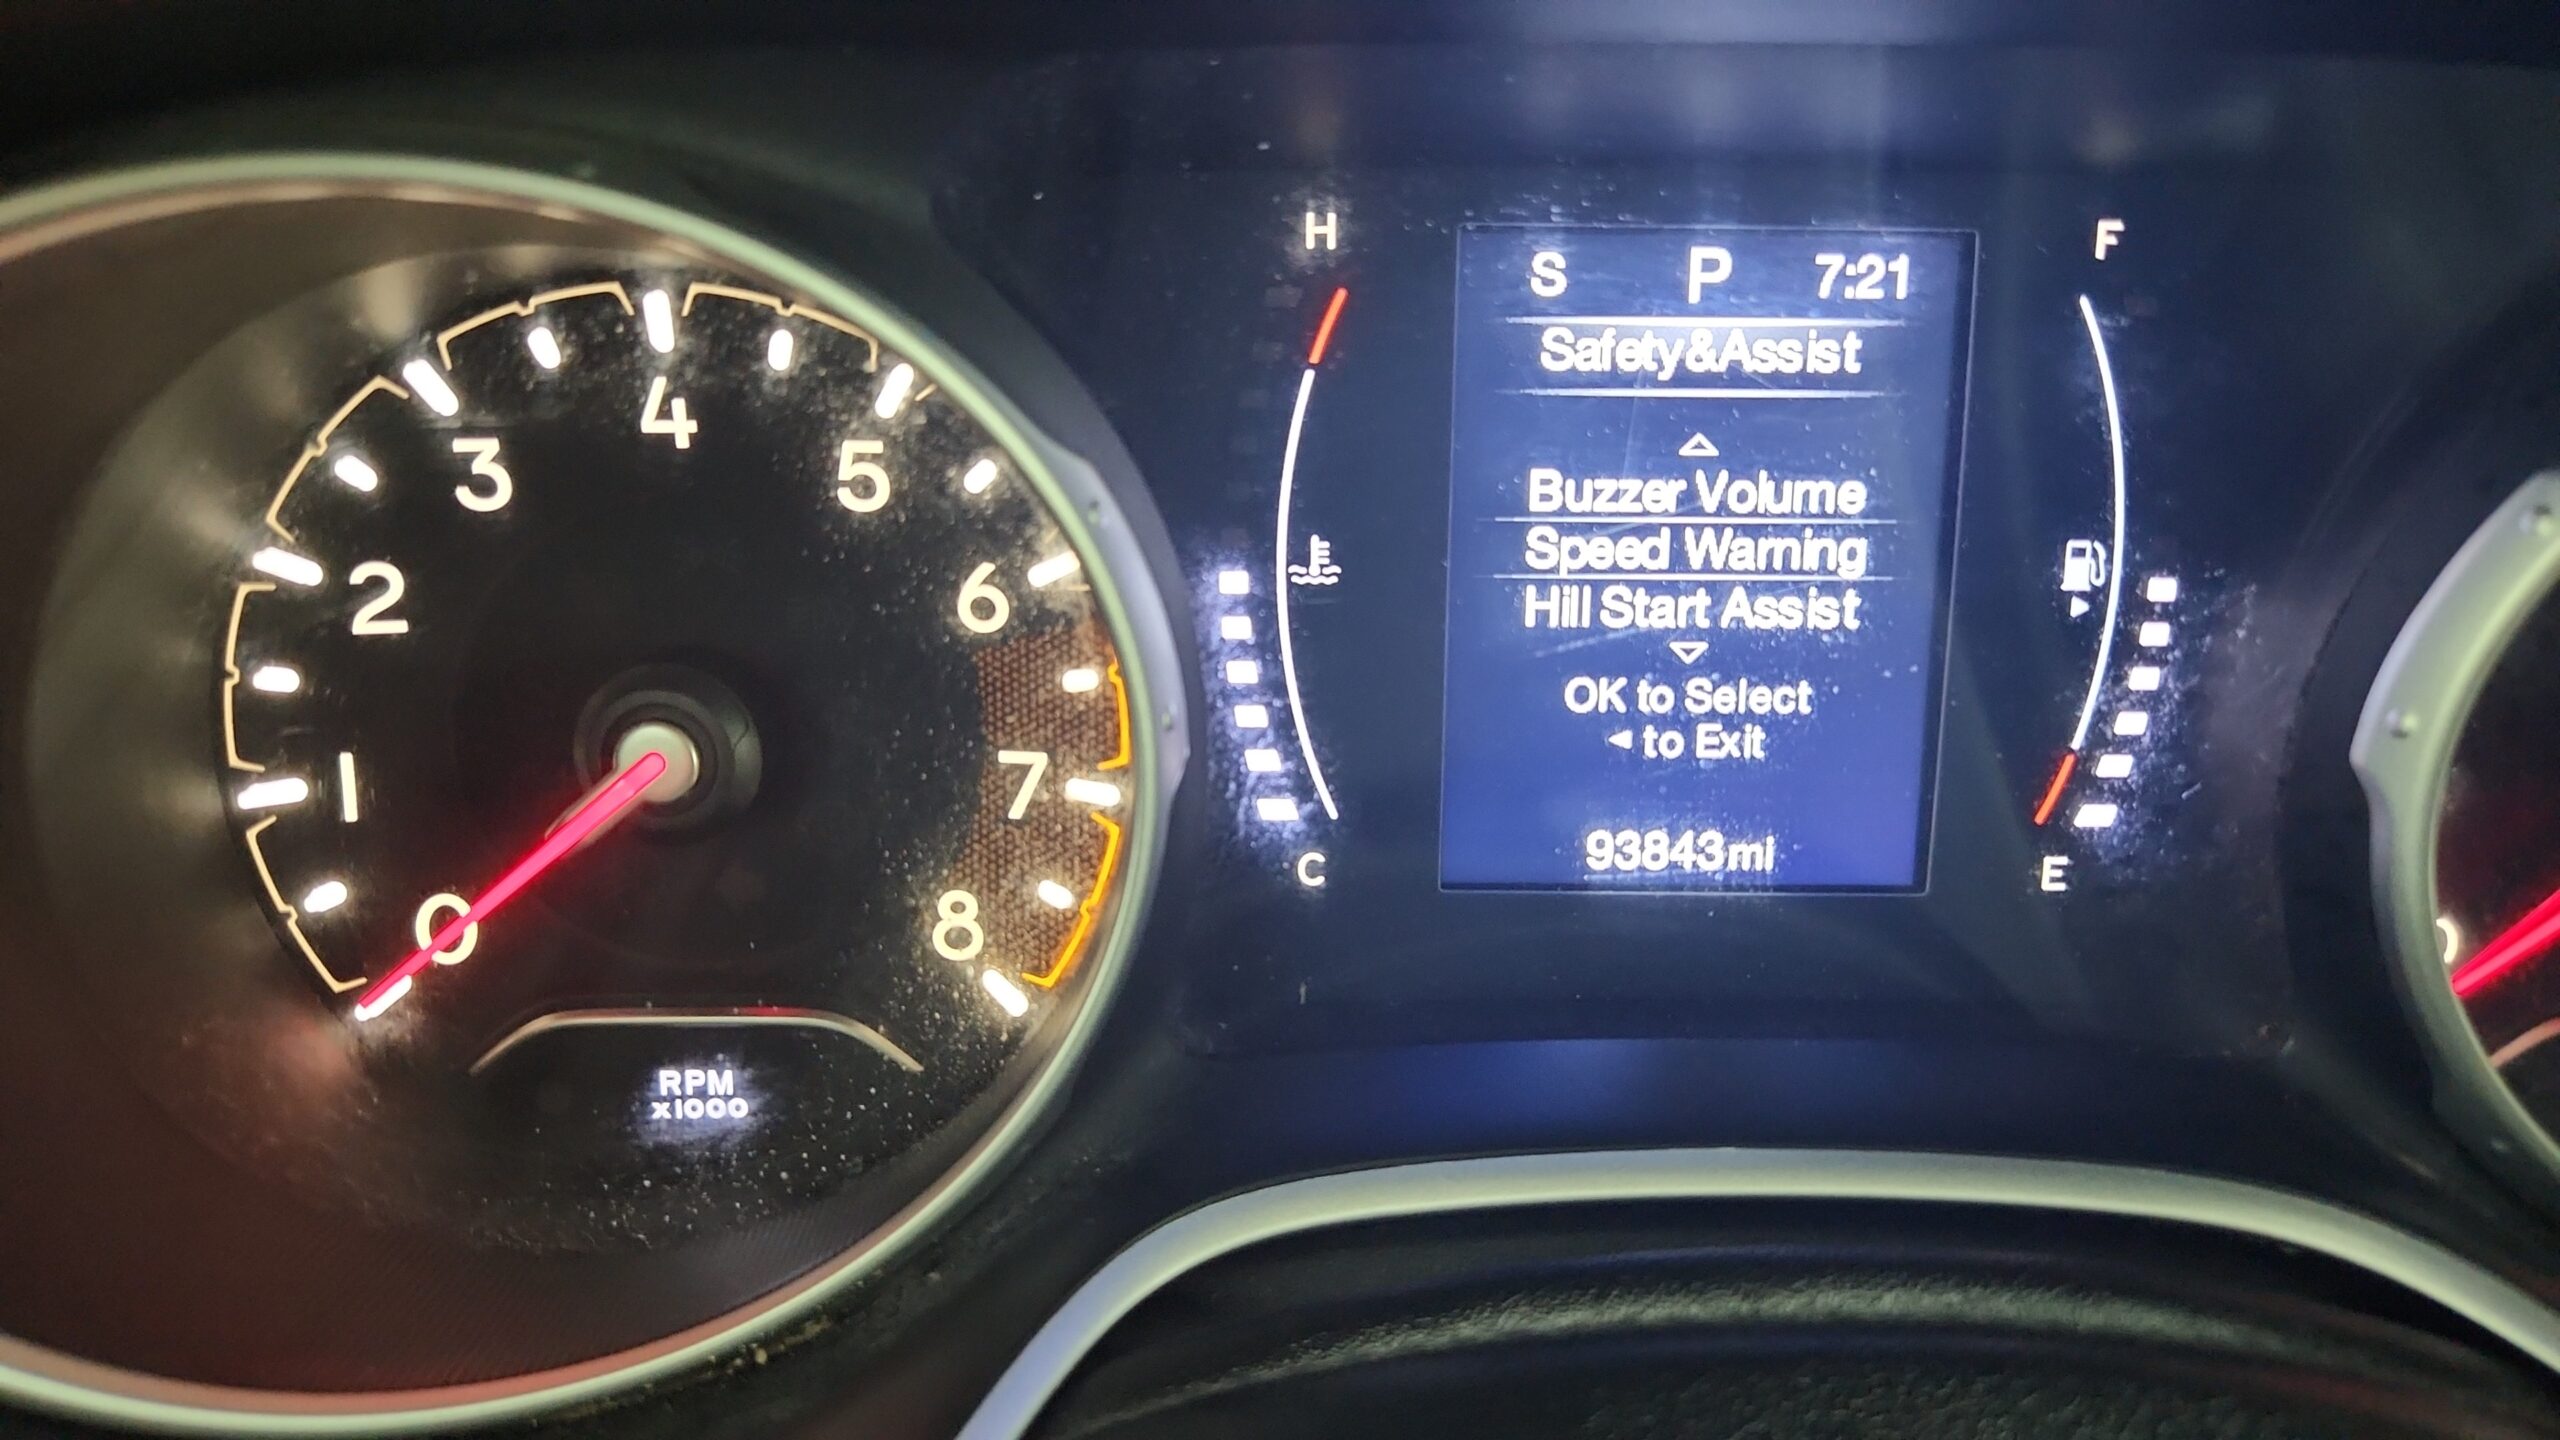 H
F
S P 7:21
Safety&Assist
4
3
5
Buzzer Volume
Speed Warning
2
6
Hill Start Assist
OK to Select
◄ to Exit
1
7
93843mi
0
8
C
E
0
RPM
x1000